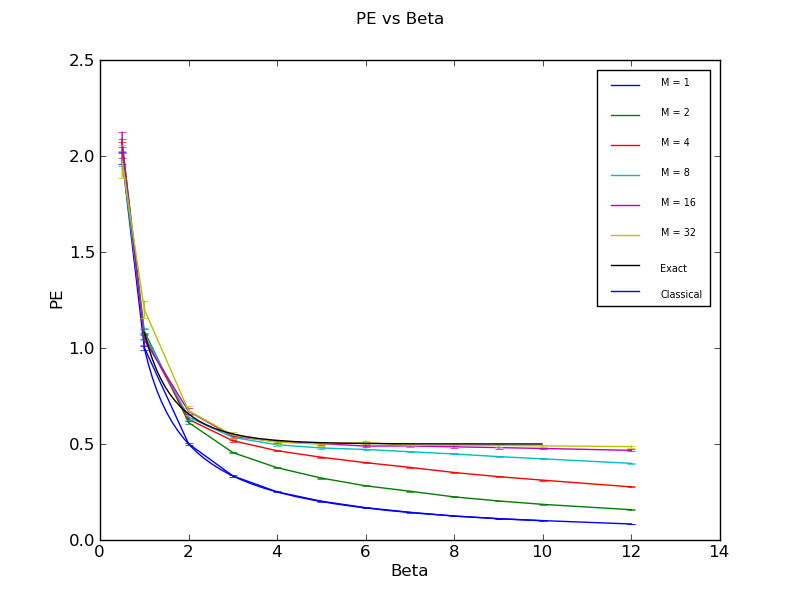 PE vs Beta
2.5
2.0
1.5
1.0
0.5
0.0
PE
0 2 4 6 8 10 12 14
Beta
M = 1
M = 2
M = 4
M = 8
M = 16
M = 32
Exact
Classical